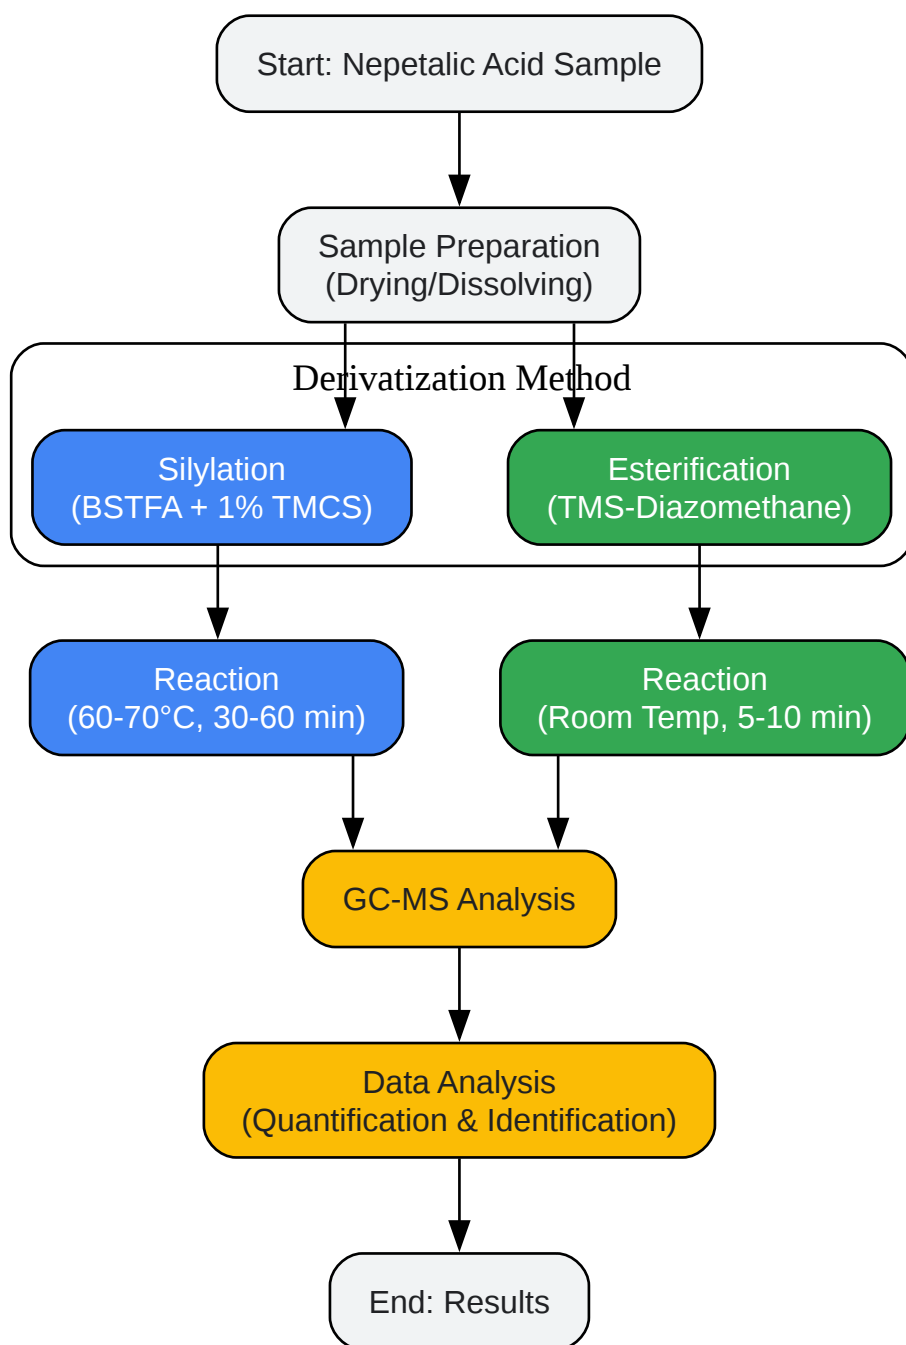 Start: Nepetalic Acid Sample
Sample Preparation
(Drying/Dissolving)
Derivatization Method
Silylation
(BSTFA + 1% TMCS)
Esterification
(TMS-Diazomethane)
Reaction
(60-70°C, 30-60 min)
Reaction
(Room Temp, 5-10 min)
GC-MS Analysis
Data Analysis
(Quantification & Identification)
End: Results